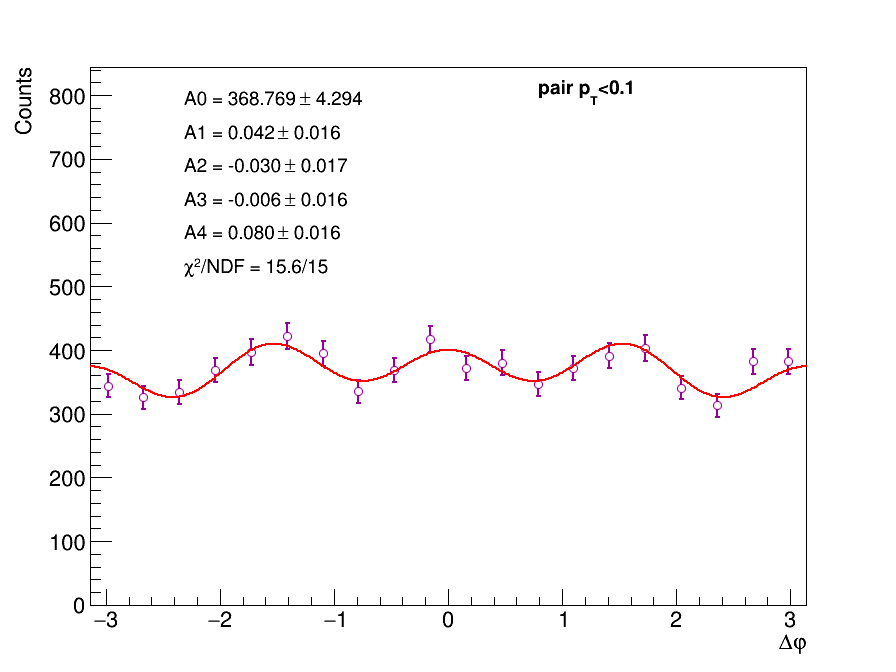 Counts
800
700
600
500
400
300
200
100
0
A0 = 368.769 ± 4.294
A1 = 0.042 ± 0.016
A2 = -0.030 ± 0.017
A3 = -0.006 ± 0.016
A4 = 0.080 ± 0.016
χ²/NDF = 15.6/15
pair p_T<0.1
−3 −2 −1 0 1 2 3
Δφ